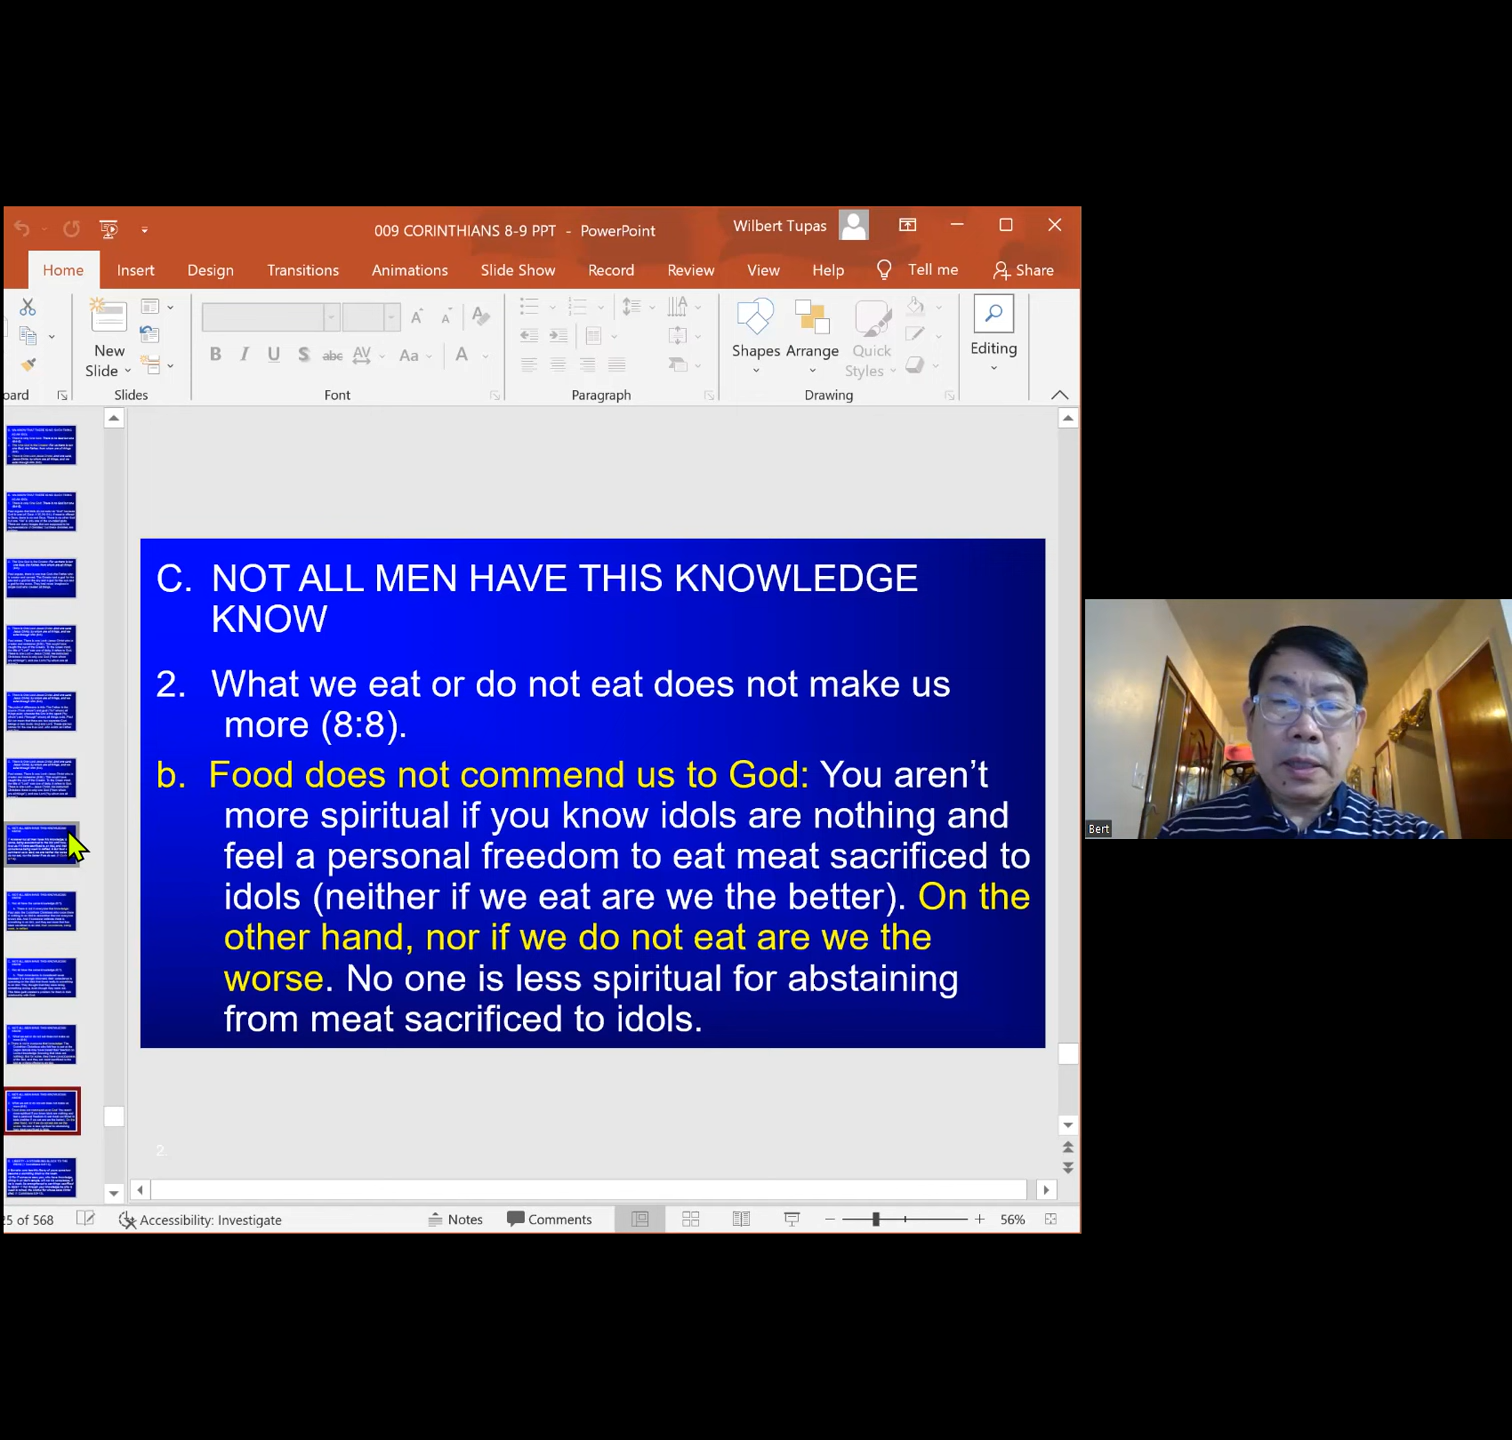 009 CORINTHIANS 8-9 PPT - PowerPoint
Wilbert Tupas
Home
Insert
Design
Transitions
Animations
Slide Show
Record
Review
View
Help
Tell me
Share
New
Slide
Shapes
Arrange
Quick
Styles
Editing
oard
Slides
Font
Paragraph
Drawing
C. NOT ALL MEN HAVE THIS KNOWLEDGE
KNOW
2. What we eat or do not eat does not make us
more (8:8).
b. Food does not commend us to God: You aren’t
more spiritual if you know idols are nothing and
feel a personal freedom to eat meat sacrificed to
idols (neither if we eat are we the better). On the
other hand, nor if we do not eat are we the
worse. No one is less spiritual for abstaining
from meat sacrificed to idols.
2.
Bert
25 of 568
Accessibility: Investigate
Notes
Comments
56%